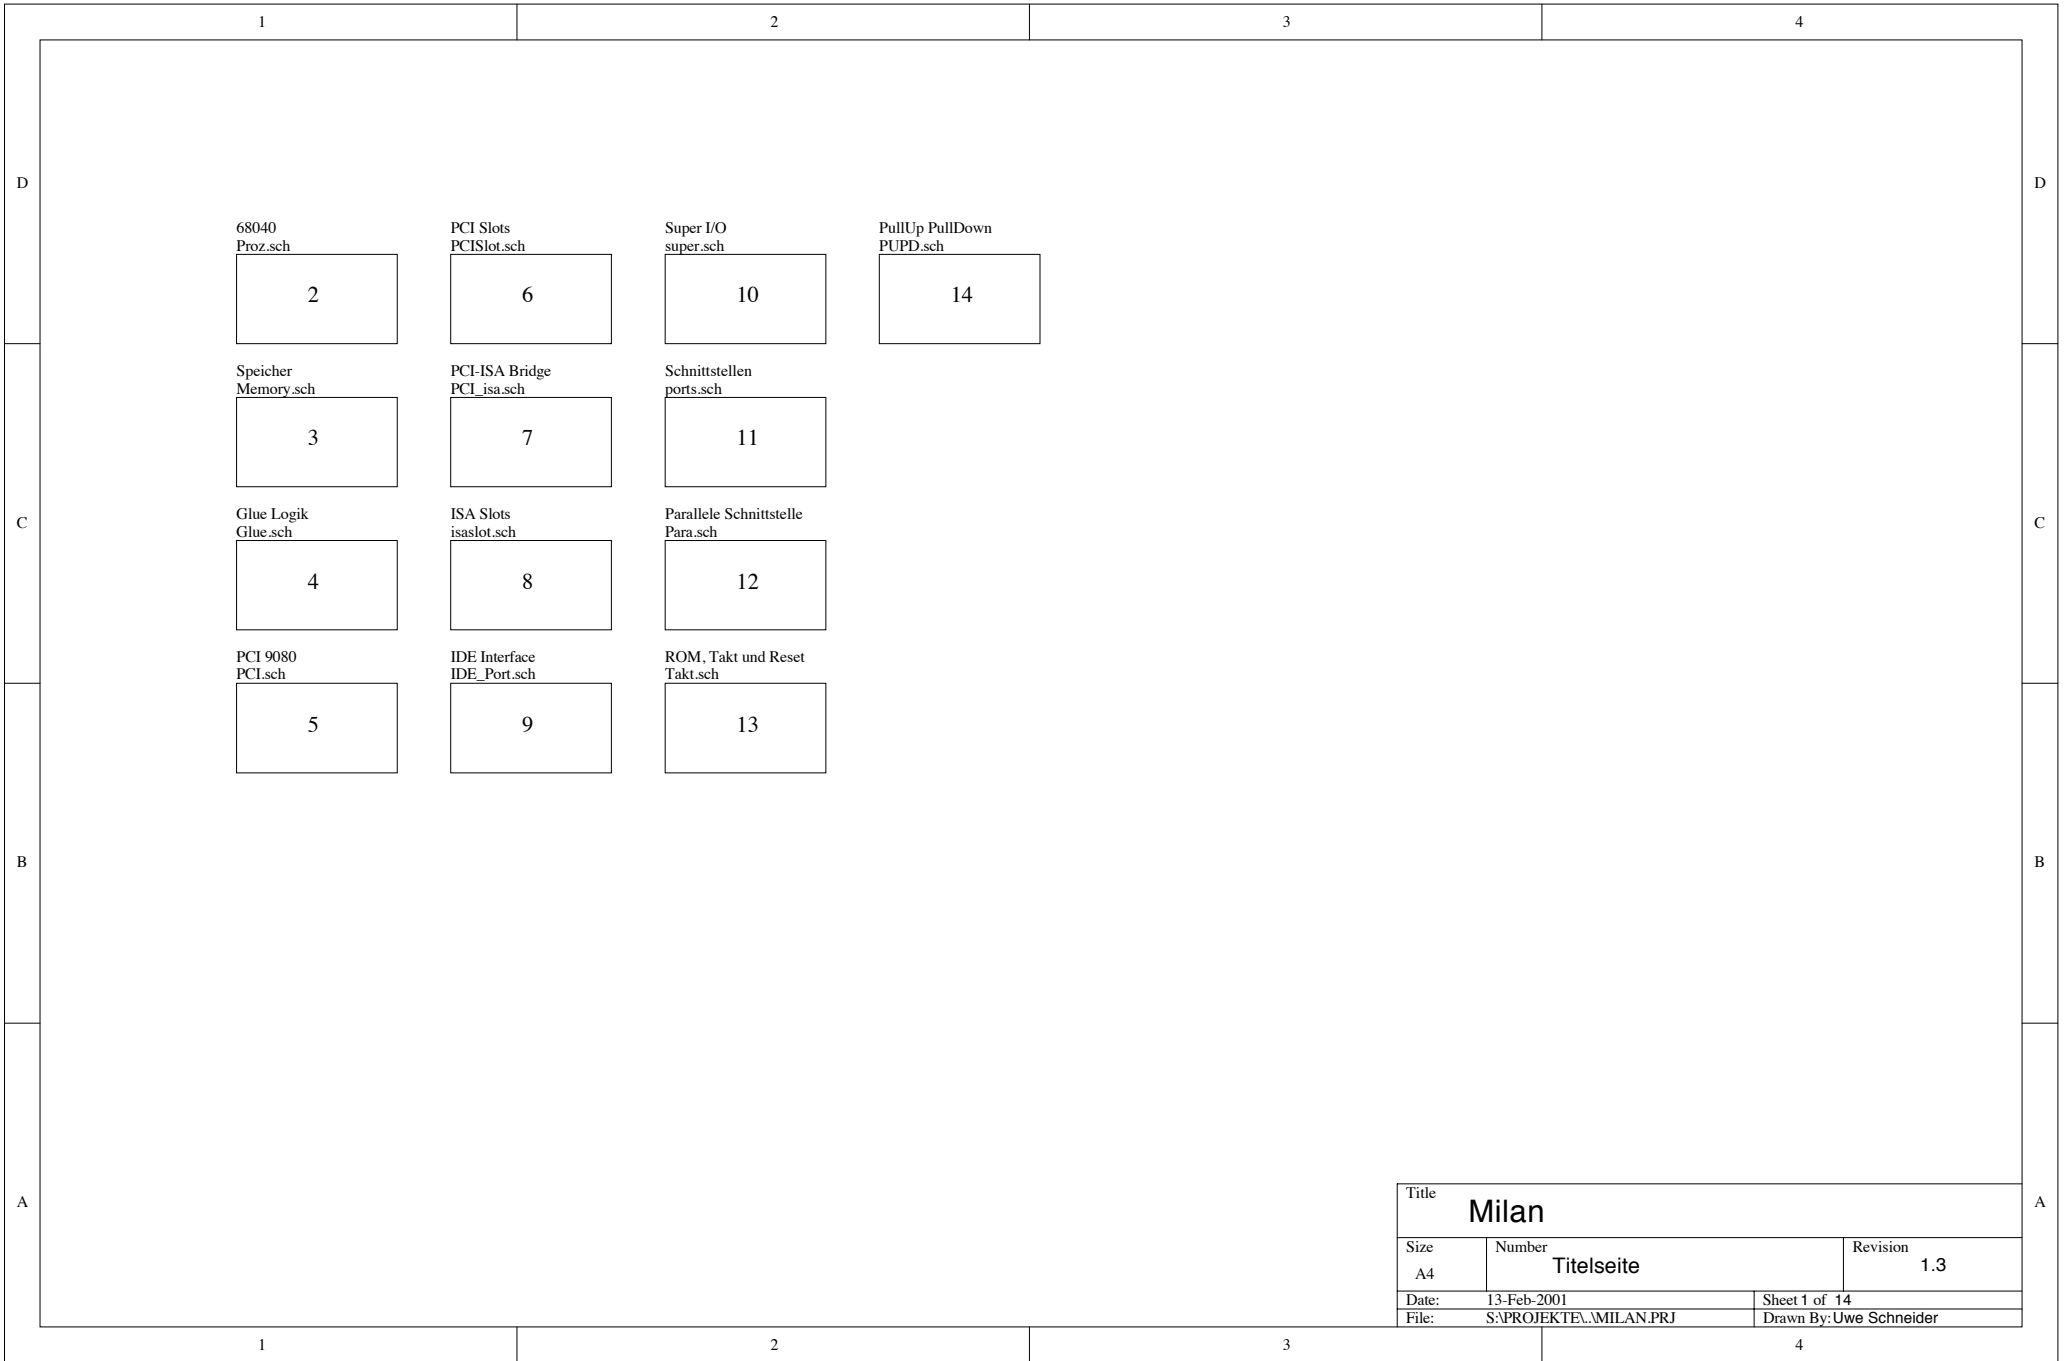 1 2 3 4
D D
68040 PCI Slots Super I/O PullUp PullDown
Proz.sch PCISlot.sch super.sch PUPD.sch
2 6 10 14
Speicher PCI-ISA Bridge Schnittstellen
Memory.sch PCI_isa.sch ports.sch
3 7 11
C C
Glue Logik ISA Slots Parallele Schnittstelle
Glue.sch isaslot.sch Para.sch
4 8 12
PCI 9080 IDE Interface ROM, Takt und Reset
PCI.sch IDE_Port.sch Takt.sch
5 9 13
B B
A A
Title
Milan
Size Number Revision
A4 Titelseite 1.3
Date: 13-Feb-2001 Sheet 1 of 14
File: S:\PROJEKTE\..\MILAN.PRJ Drawn By: Uwe Schneider
1 2 3 4